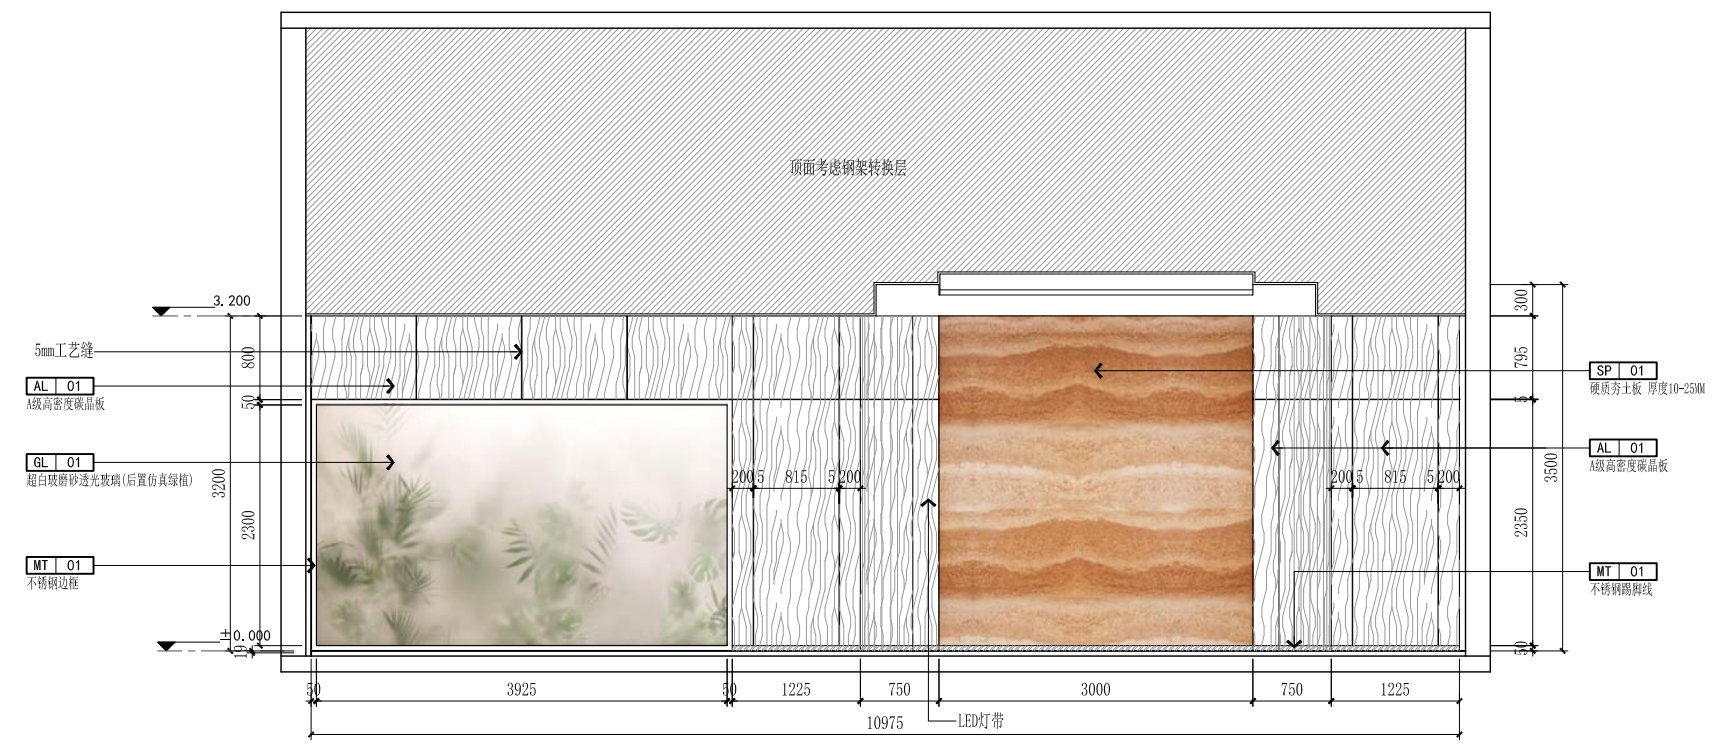 顶面考虑钢架转换层
3.200
300
5mm工艺缝
800
795
AL 01
A级高密度碳晶板
SP 01
硬质夯土板 厚度10-25MM
50
5
GL 01
超白玻磨砂透光玻璃(后置仿真绿植)
AL 01
A级高密度碳晶板
3200
200 5 815 5 200
200 5 815 5 200
3500
2300
2350
MT 01
不锈钢边框
MT 01
不锈钢踢脚线
±0.000
19
50
50 3925 50 1225 750 3000 750 1225
10975
LED灯带